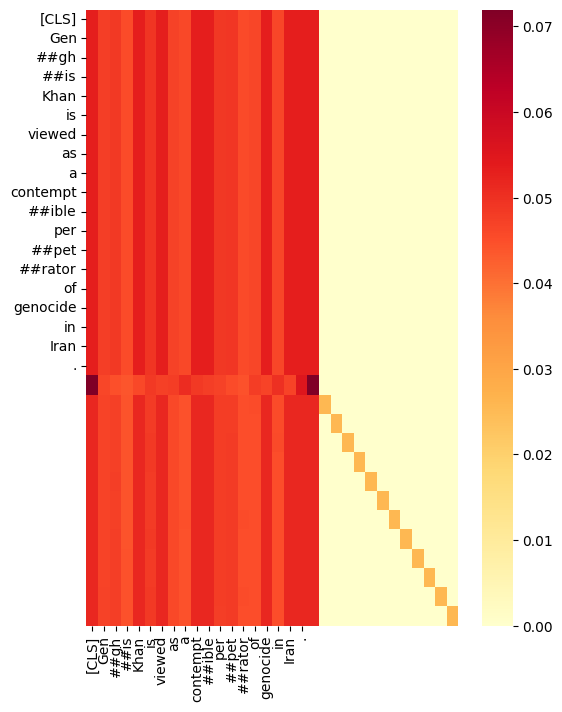 [CLS]
Gen
##gh
##is
Khan
is
viewed
as
a
contempt
##ible
per
##pet
##rator
of
genocide
in
Iran
.
0.07
0.06
0.05
0.04
0.03
0.02
0.01
0.00
[CLS]
Gen
##gh
##is
Khan
is
viewed
as
a
contempt
##ible
per
##pet
##rator
of
genocide
in
Iran
.